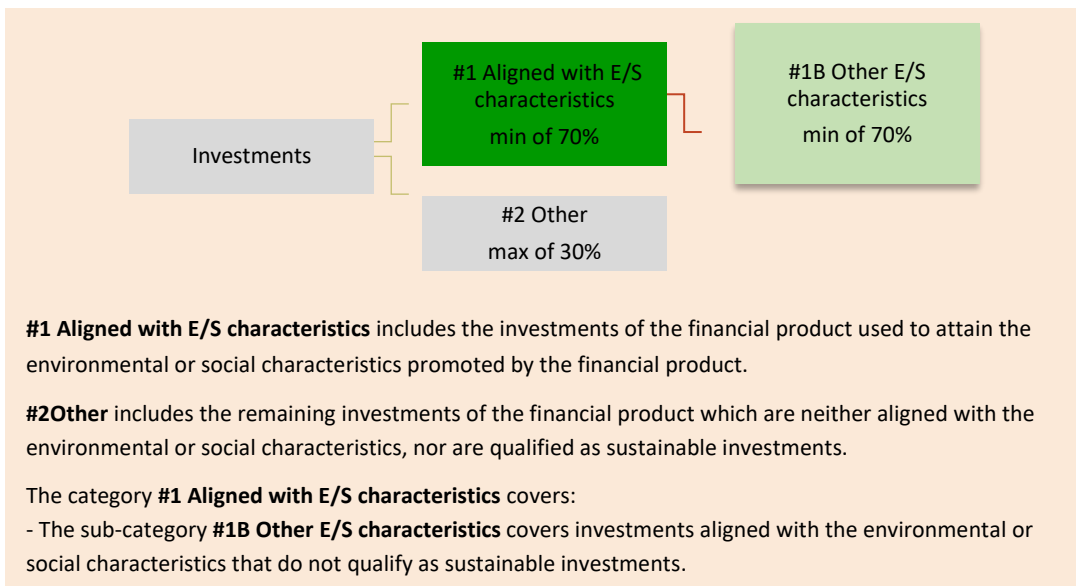 #1 Aligned with E/S
characteristics
min of 70%
#1B Other E/S
characteristics
min of 70%
Investments
#2 Other
max of 30%
#1 Aligned with E/S characteristics includes the investments of the financial product used to attain the
environmental or social characteristics promoted by the financial product.
#2Other includes the remaining investments of the financial product which are neither aligned with the
environmental or social characteristics, nor are qualified as sustainable investments.
The category #1 Aligned with E/S characteristics covers:
- The sub-category #1B Other E/S characteristics covers investments aligned with the environmental or
social characteristics that do not qualify as sustainable investments.